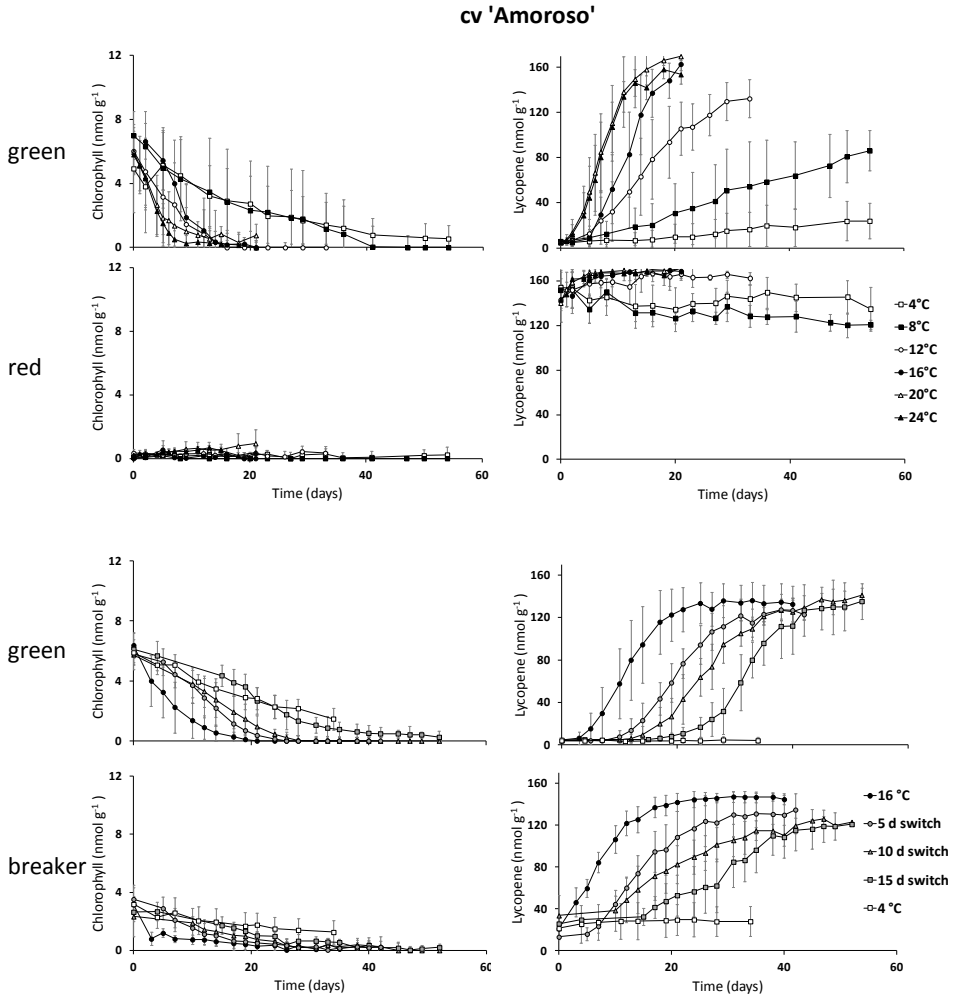 cv 'Amoroso'
green
Chlorophyll (nmol g⁻¹ )
12
8
4
0
Lycopene (nmol g⁻¹ )
160
120
80
40
0
red
Chlorophyll (nmol g⁻¹ )
12
8
4
0
0
20
40
60
Time (days)
Lycopene (nmol g⁻¹ )
160
120
80
40
0
0
20
40
60
Time (days)
4°C
8°C
12°C
16°C
20°C
24°C
green
Chlorophyll (nmol g⁻¹ )
12
8
4
0
Lycopene (nmol g⁻¹ )
160
120
80
40
0
breaker
Chlorophyll (nmol g⁻¹ )
12
8
4
0
0
20
40
60
Time (days)
Lycopene (nmol g⁻¹ )
160
120
80
40
0
0
20
40
60
Time (days)
16 °C
5 d switch
10 d switch
15 d switch
4 °C